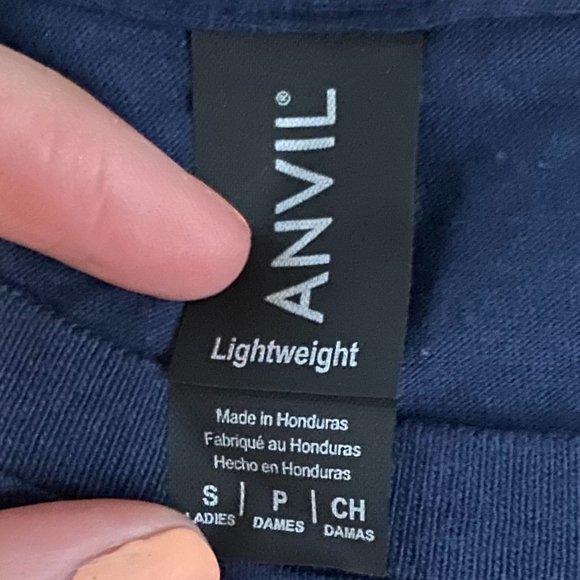 ANVIL®
Lightweight
Made in Honduras
Fabriqué au Honduras
Hecho en Honduras
S | P | CH
LADIES DAMES DAMAS